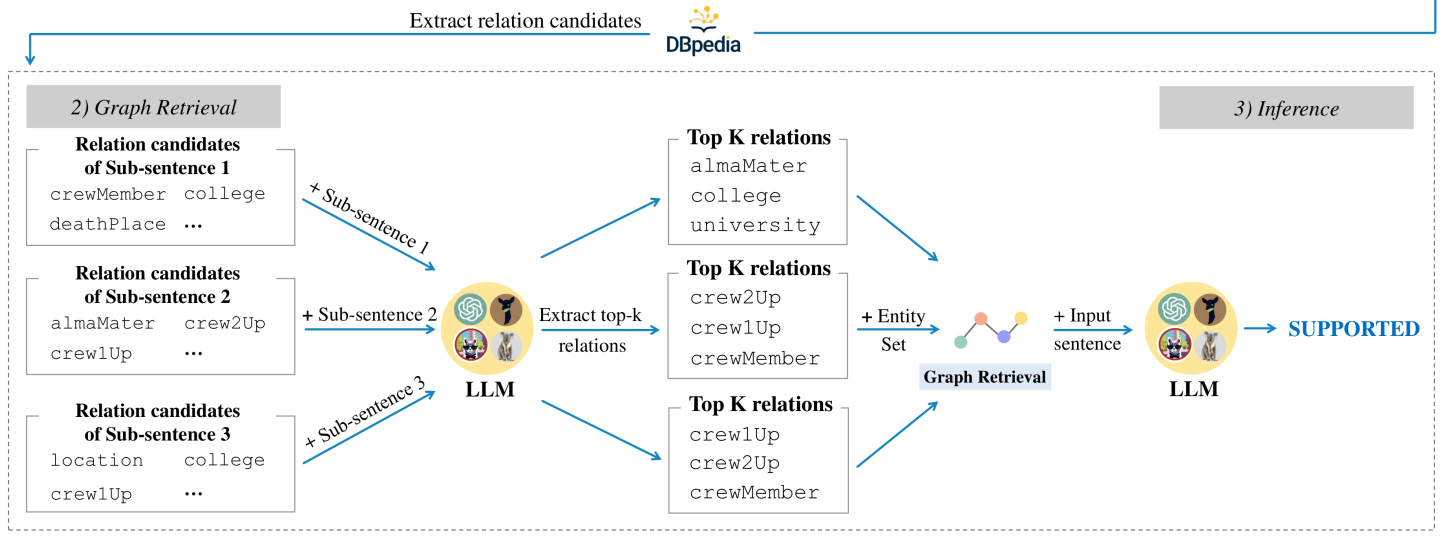 Extract relation candidates
DBpedia
2) Graph Retrieval
3) Inference
Relation candidates
of Sub-sentence 1
crewMember college
deathPlace ...
+ Sub-sentence 1
Relation candidates
of Sub-sentence 2
almaMater crew2Up
crew1Up ...
+ Sub-sentence 2
Relation candidates
of Sub-sentence 3
location college
crew1Up ...
+ Sub-sentence 3
LLM
Extract top-k
relations
Top K relations
almaMater
college
university
Top K relations
crew2Up
crew1Up
crewMember
Top K relations
crew1Up
crew2Up
crewMember
+ Entity
Set
Graph Retrieval
+ Input
sentence
LLM
SUPPORTED